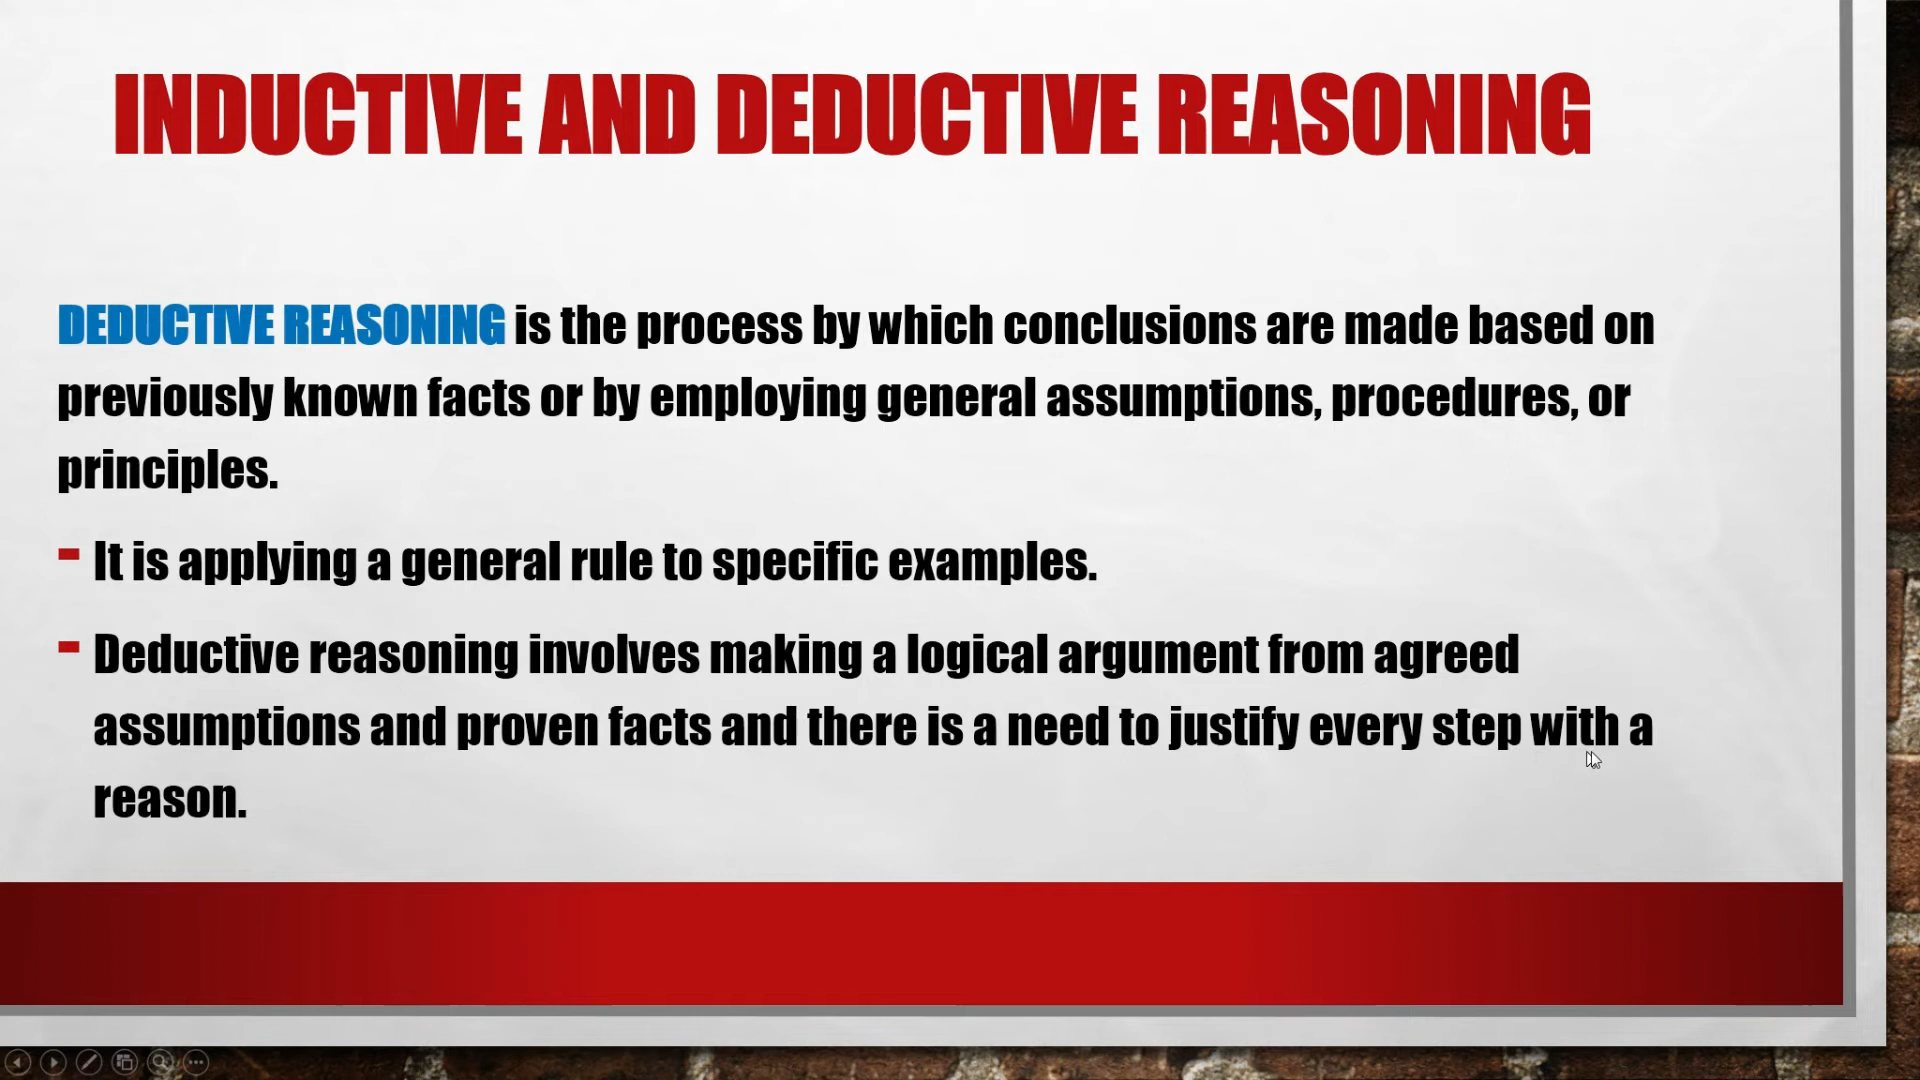 INDUCTIVE AND DEDUCTIVE REASONING
DEDUCTIVE REASONING is the process by which conclusions are made based on
previously known facts or by employing general assumptions, procedures, or
principles.
- It is applying a general rule to specific examples.
- Deductive reasoning involves making a logical argument from agreed
assumptions and proven facts and there is a need to justify every step with a
reason.